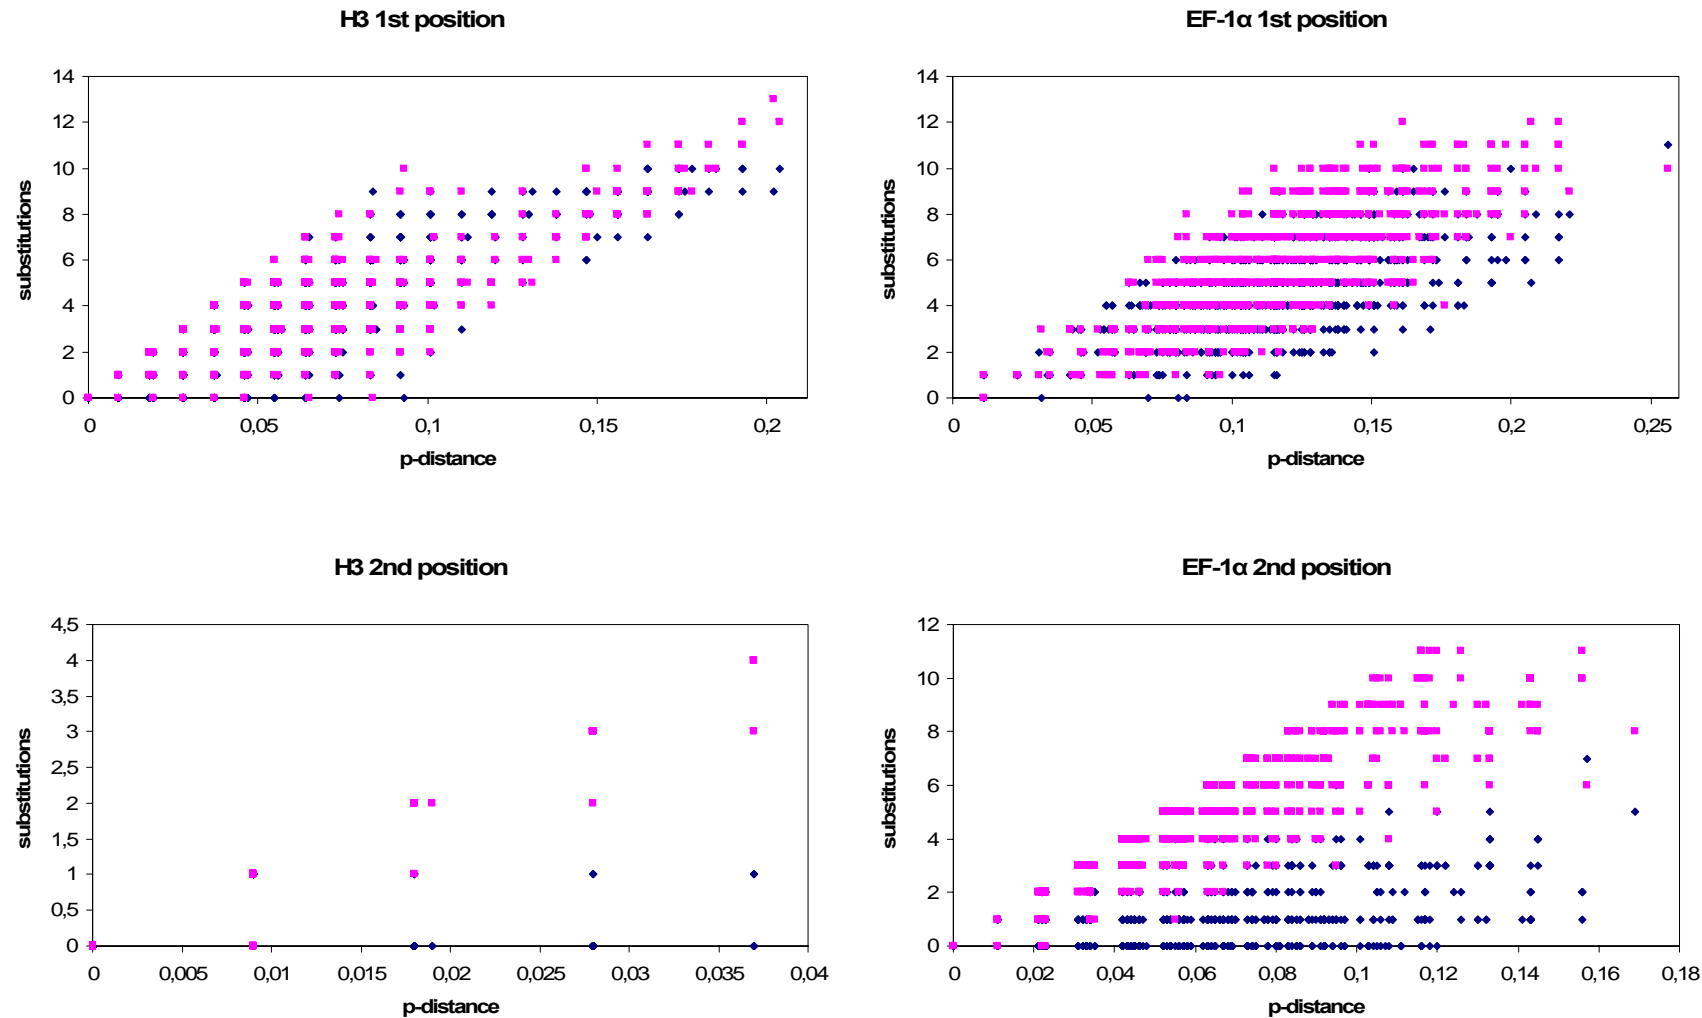 H3 1st position
14
12
10
8
6
4
2
0
substitutions
0 0,05 0,1 0,15 0,2
p-distance
EF-1α 1st position
14
12
10
8
6
4
2
0
substitutions
0 0,05 0,1 0,15 0,2 0,25
p-distance
H3 2nd position
4,5
4
3,5
3
2,5
2
1,5
1
0,5
0
substitutions
0 0,005 0,01 0,015 0,02 0,025 0,03 0,035 0,04
p-distance
EF-1α 2nd position
12
10
8
6
4
2
0
substitutions
0 0,02 0,04 0,06 0,08 0,1 0,12 0,14 0,16 0,18
p-distance